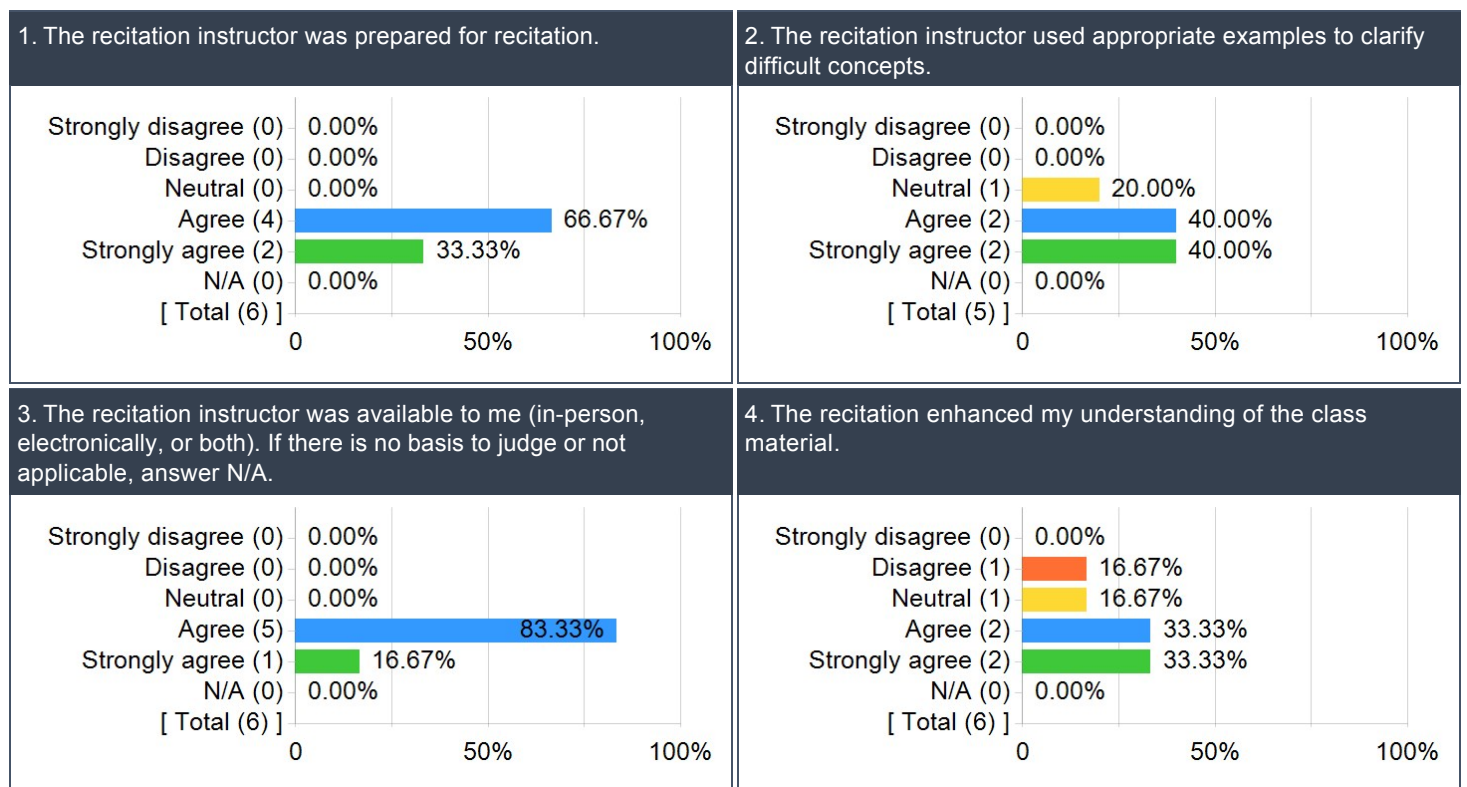 1. The recitation instructor was prepared for recitation.
Strongly disagree (0) 0.00%
Disagree (0) 0.00%
Neutral (0) 0.00%
Agree (4) 66.67%
Strongly agree (2) 33.33%
N/A (0) 0.00%
[ Total (6) ]
0 50% 100%
2. The recitation instructor used appropriate examples to clarify
difficult concepts.
Strongly disagree (0) 0.00%
Disagree (0) 0.00%
Neutral (1) 20.00%
Agree (2) 40.00%
Strongly agree (2) 40.00%
N/A (0) 0.00%
[ Total (5) ]
0 50% 100%
3. The recitation instructor was available to me (in-person,
electronically, or both). If there is no basis to judge or not
applicable, answer N/A.
Strongly disagree (0) 0.00%
Disagree (0) 0.00%
Neutral (0) 0.00%
Agree (5) 83.33%
Strongly agree (1) 16.67%
N/A (0) 0.00%
[ Total (6) ]
0 50% 100%
4. The recitation enhanced my understanding of the class
material.
Strongly disagree (0) 0.00%
Disagree (1) 16.67%
Neutral (1) 16.67%
Agree (2) 33.33%
Strongly agree (2) 33.33%
N/A (0) 0.00%
[ Total (6) ]
0 50% 100%